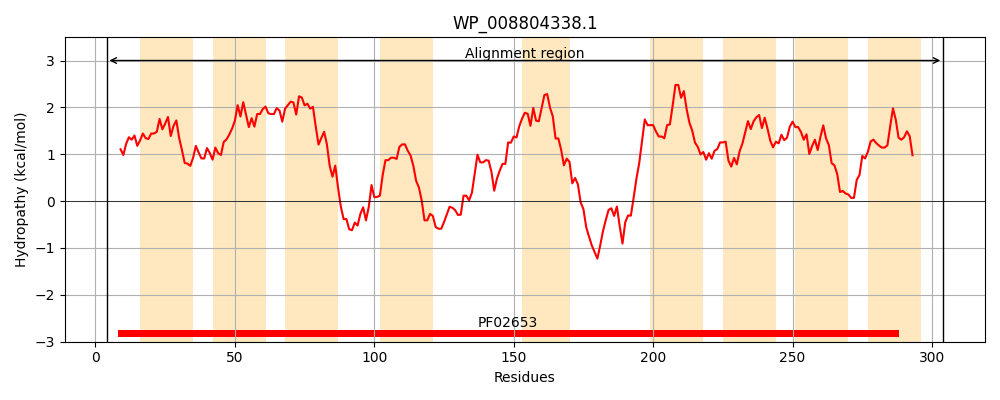 WP_008804338.1
Alignment region
3
2
1
0
−1
−2
−3
Hydropathy (kcal/mol)
PF02653
0 50 100 150 200 250 300
Residues